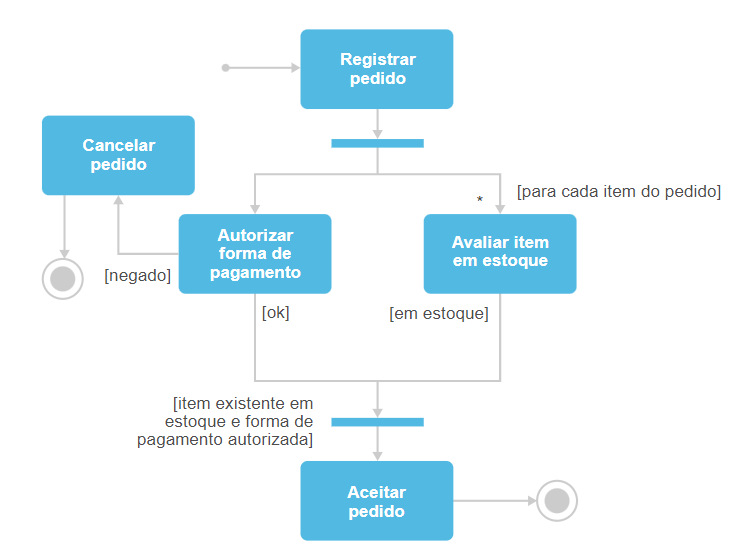 Registrar
pedido
Cancelar
pedido
*
[para cada item do pedido]
Autorizar
forma de
pagamento
Avaliar item
em estoque
[negado]
[ok]
[em estoque]
[item existente em
estoque e forma de
pagamento autorizada]
Aceitar
pedido